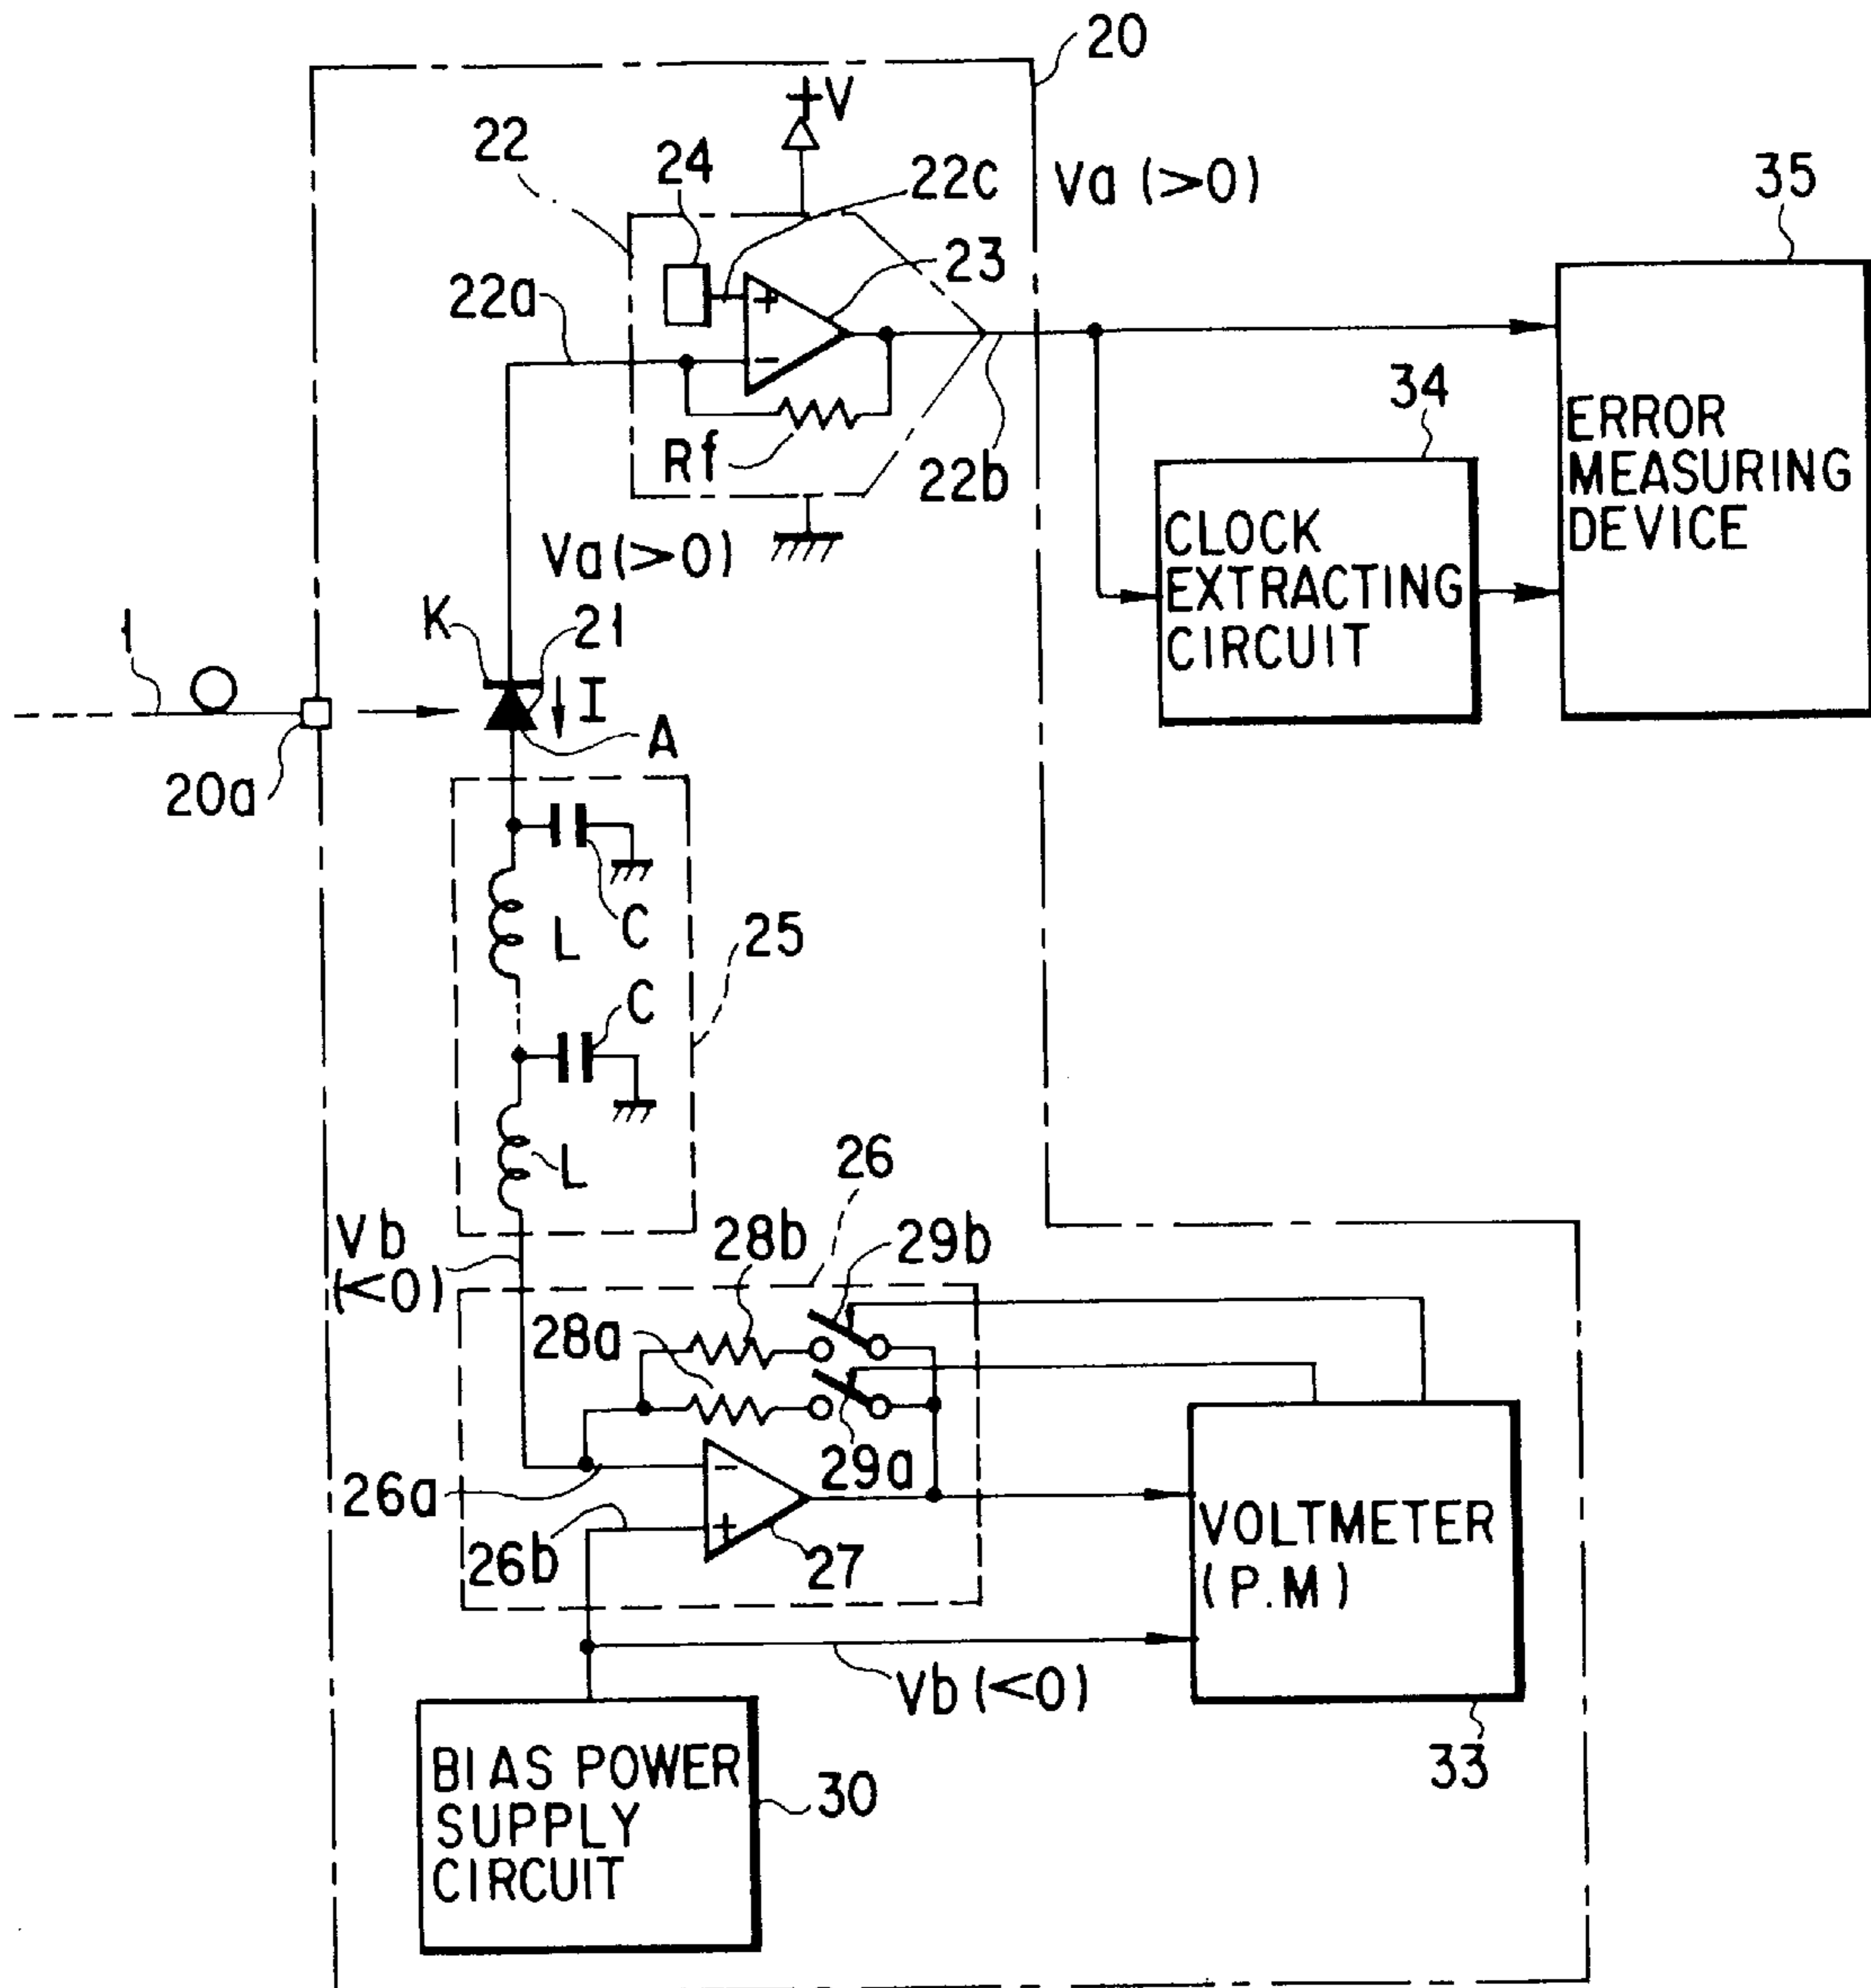 20
+V
22
24
22c
Va (>0)
35
23
22a
+
−
34
Rf
22b
ERROR
MEASURING
DEVICE
CLOCK
EXTRACTING
CIRCUIT
Va (>0)
K
21
1
I
A
20a
C
L
25
C
L
26
Vb
(<0)
28b
29b
28a
29a
26a
−
+
26b
27
VOLTMETER
(P.M)
Vb (<0)
33
BIAS POWER
SUPPLY
CIRCUIT
30